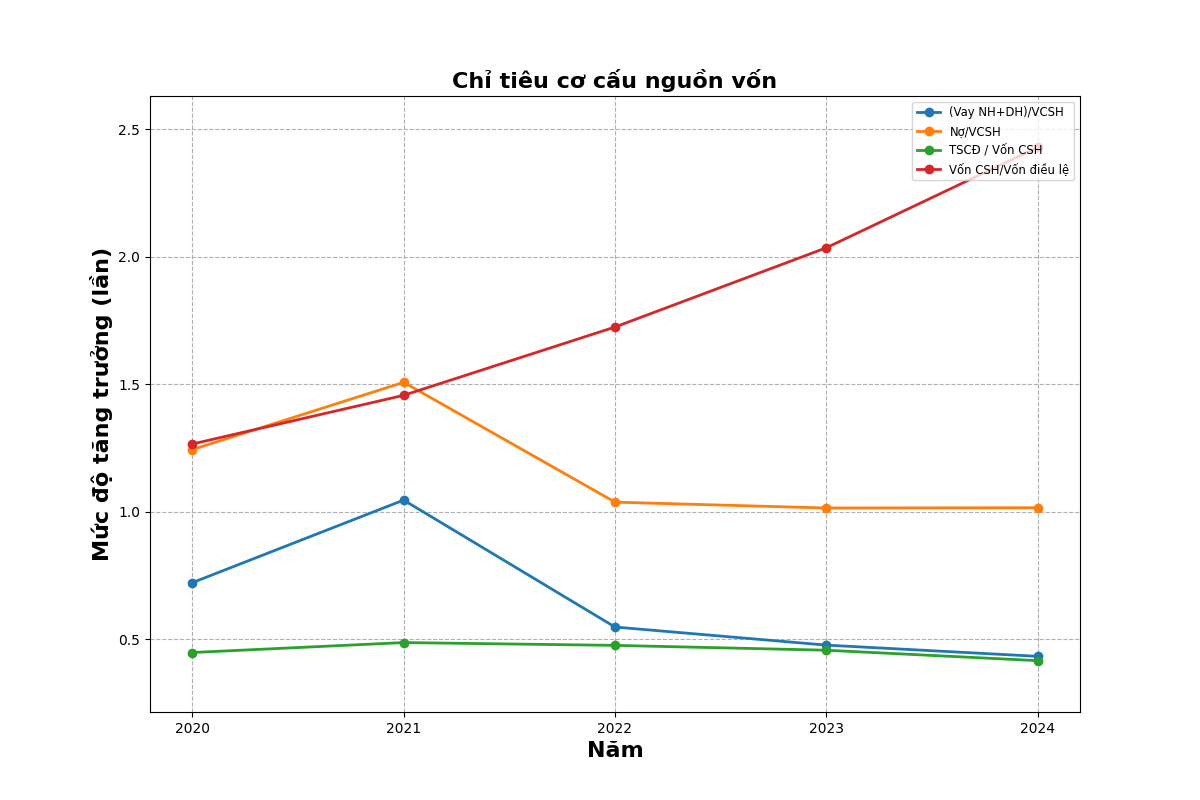 Chỉ tiêu cơ cấu nguồn vốn
(Vay NH+DH)/VCSH
Nợ/VCSH
TSCĐ / Vốn CSH
Vốn CSH/Vốn điều lệ
Mức độ tăng trưởng (lần)
2.5
2.0
1.5
1.0
0.5
2020 2021 2022 2023 2024
Năm